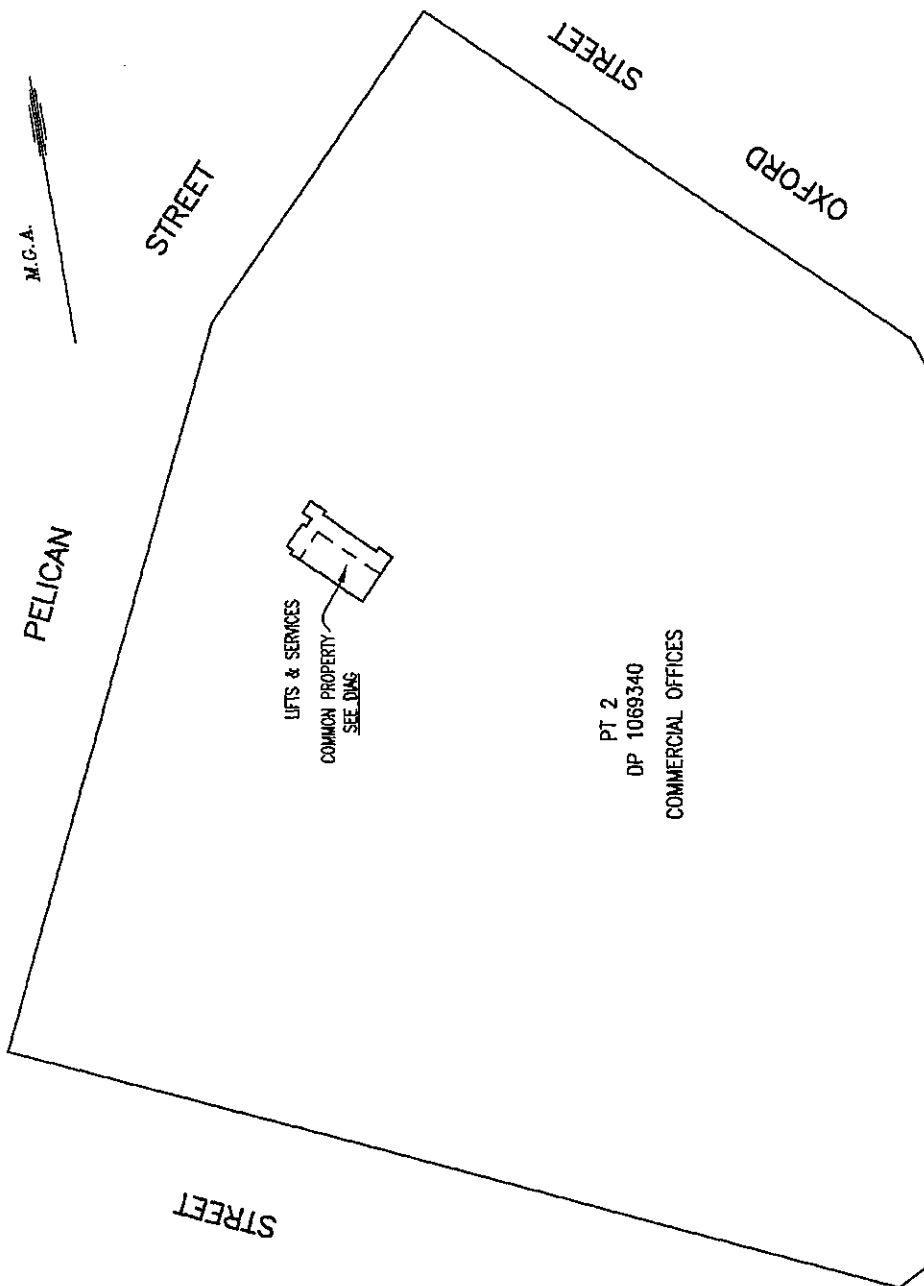 M.G.A.
PELICAN
STREET
STREET
OXFORD
LIFTS & SERVICES
COMMON PROPERTY
SEE DIAG
PT 2
DP 1069340
COMMERCIAL OFFICES
STREET